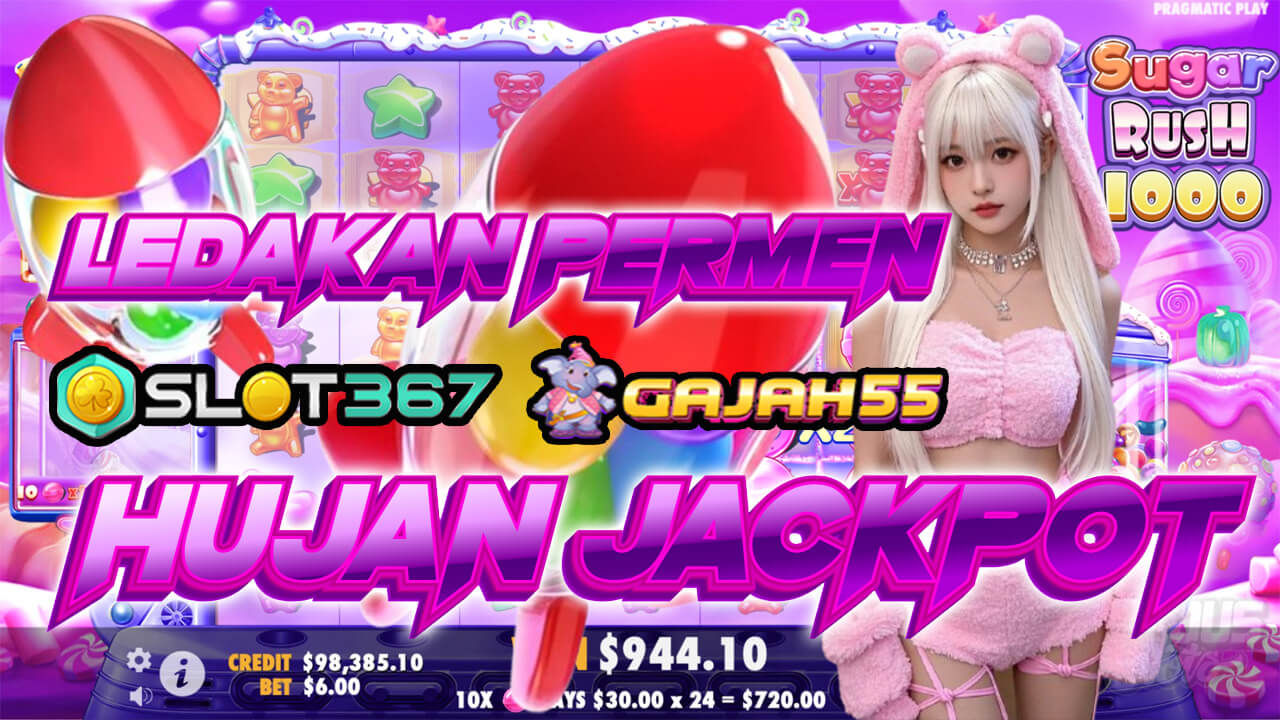 PRAGMATIC PLAY
Sugar
RUSH
1000
LEDAKAN PERMEN
SLOT367
GAJAH55
HUJAN JACKPOT
CREDIT $98,385.10
BET $6.00
$944.10
10X $30.00 x 24 = $720.00